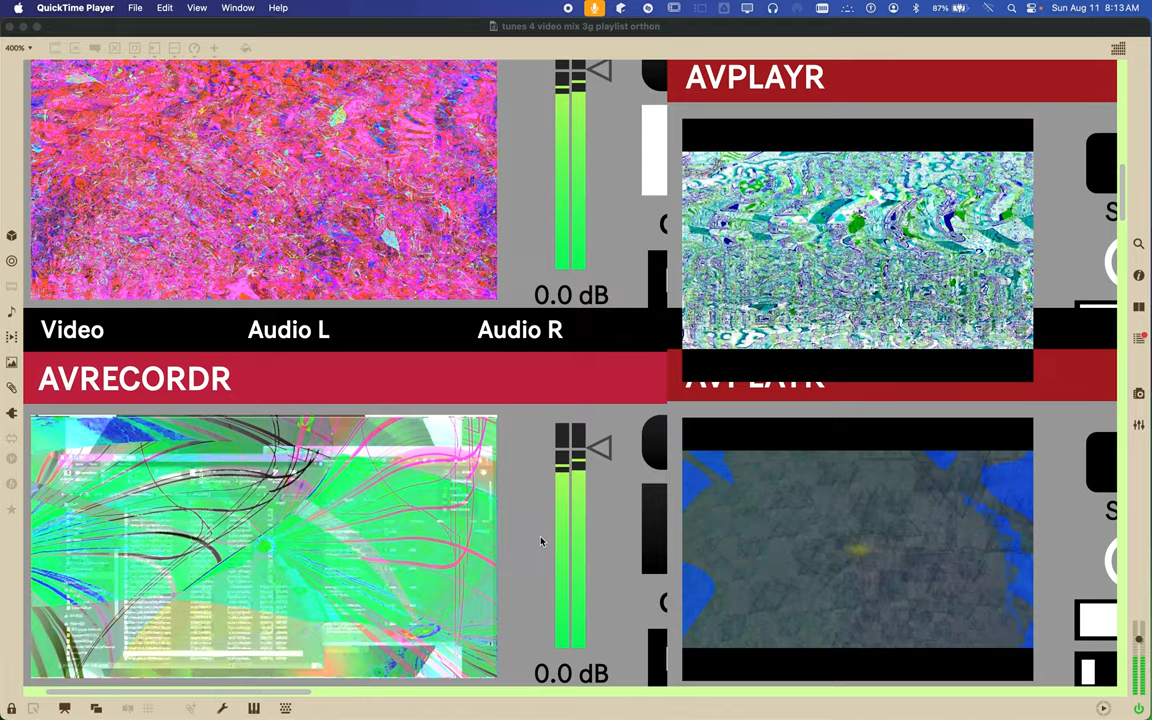 QuickTime Player File Edit View Window Help 87% Sun Aug 11 8:13 AM
tunes 4 video mix 3g playlist orthon
400%
AVPLAYR
0.0 dB
Video Audio L Audio R
AVRECORDR
AVPLAYR
0.0 dB